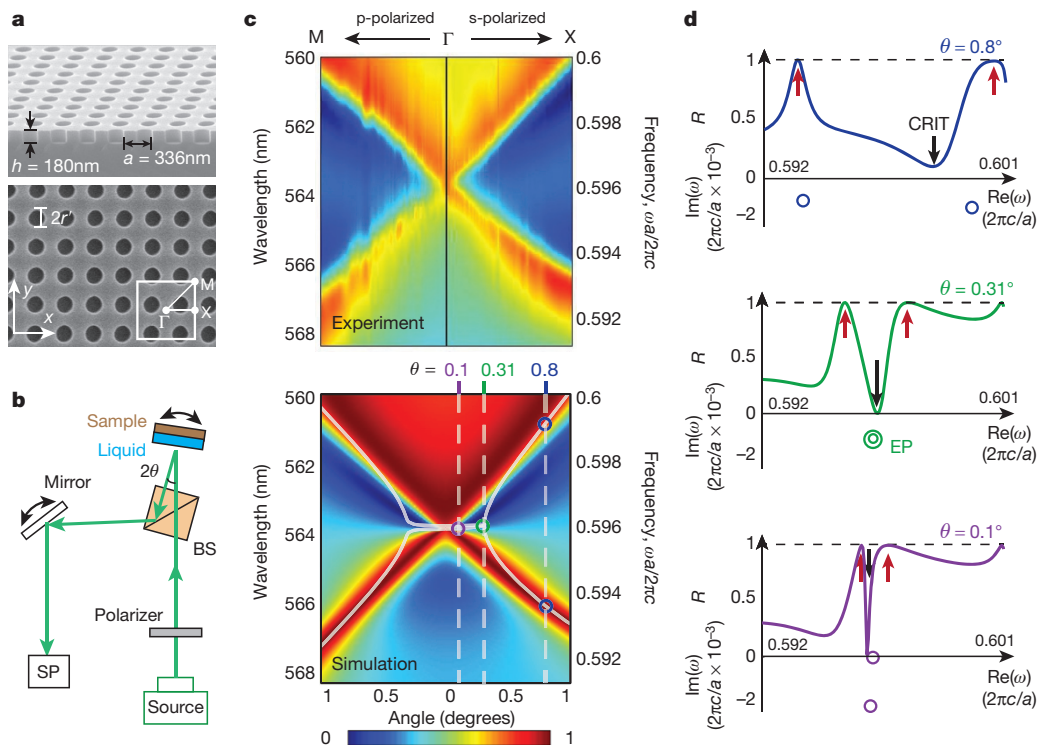 a
h = 180nm
a = 336nm
2r′
M
Γ
X
y
x
b
Sample
Liquid
2θ
Mirror
BS
Polarizer
SP
Source
c
p-polarized s-polarized
M Γ X
560
562
564
566
568
Wavelength (nm)
0.6
0.598
0.596
0.594
0.592
Frequency, ωa/2πc
Experiment
θ = 0.1 0.31 0.8
560
562
564
566
568
Wavelength (nm)
0.6
0.598
0.596
0.594
0.592
Frequency, ωa/2πc
Simulation
1 0.5 0 0.5 1
Angle (degrees)
0 1
d
θ = 0.8°
1
0.5
0
−2
R
Im(ω)
(2πc/a × 10⁻³)
CRIT
0.592
0.601
Re(ω)
(2πc/a)
θ = 0.31°
1
0.5
0
−2
R
Im(ω)
(2πc/a × 10⁻³)
0.592
0.601
EP
Re(ω)
(2πc/a)
θ = 0.1°
1
0.5
0
−2
R
Im(ω)
(2πc/a × 10⁻³)
0.592
0.601
Re(ω)
(2πc/a)